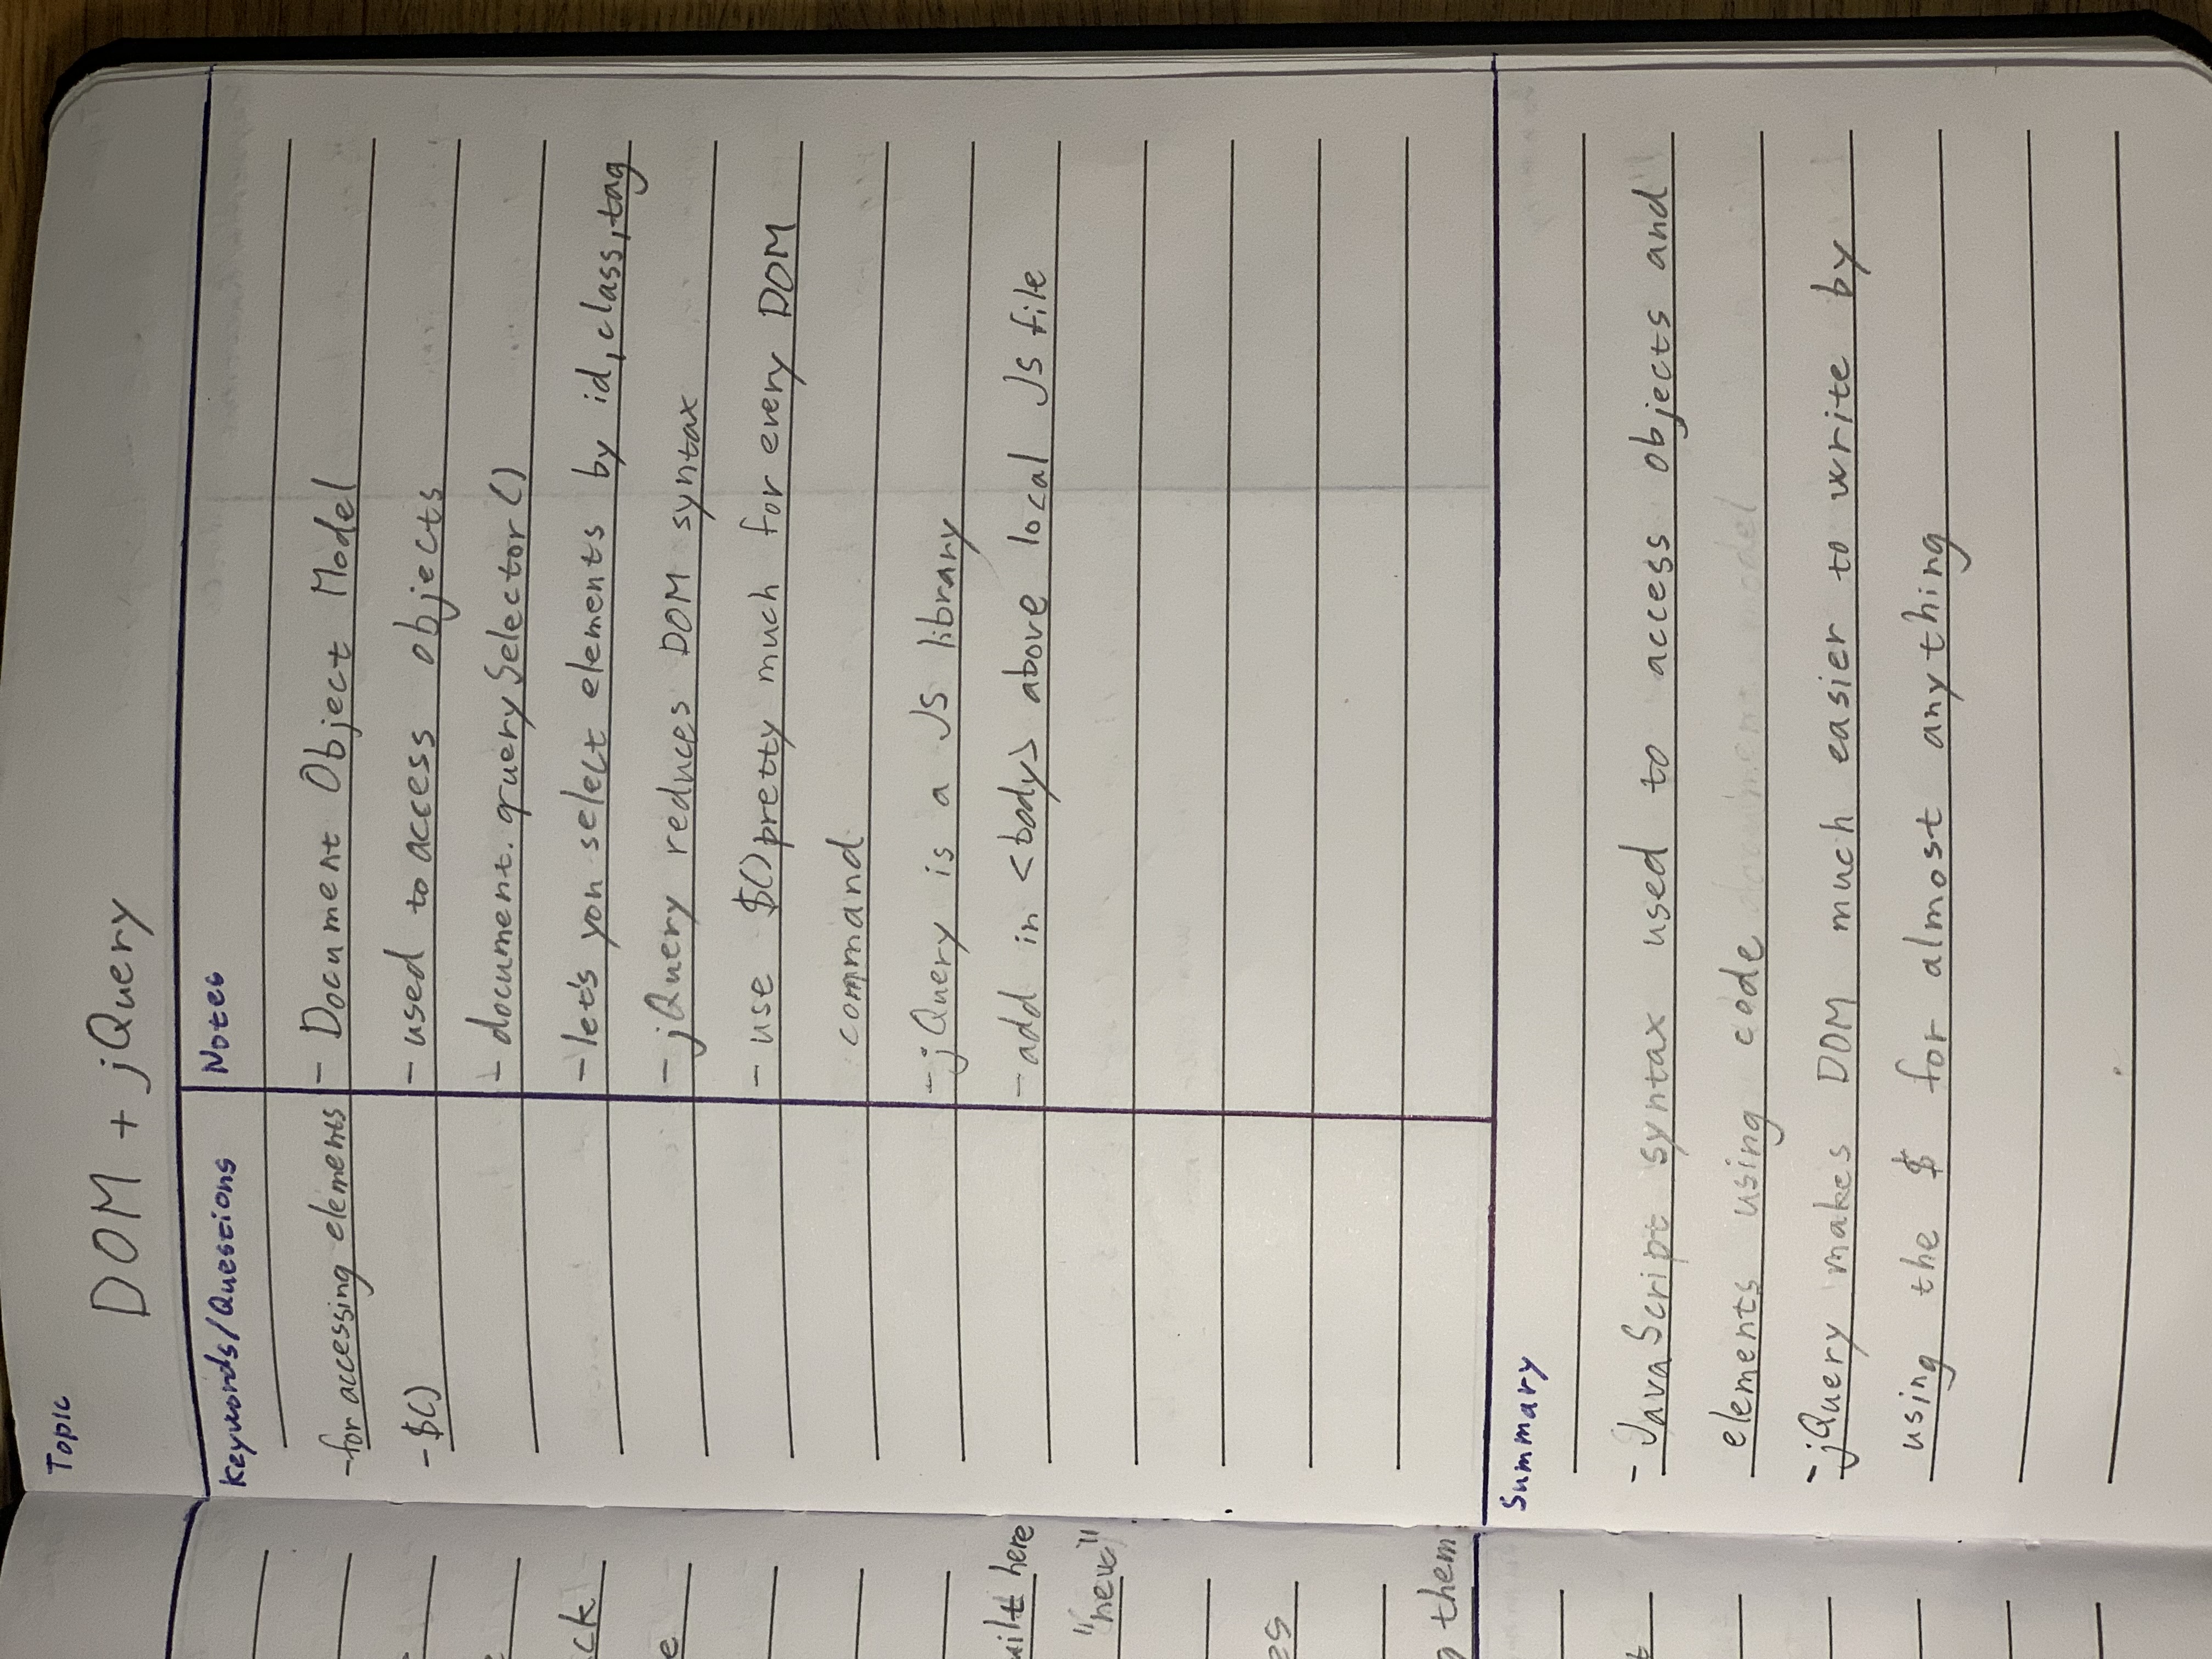 Topic
DOM + jQuery
Keywords/Questions
Notes
-for accessing elements
-$()
- Document Object Model
- used to access objects
- document.querySelector()
- let's you select elements by id, class, tag
- jQuery reduces DOM syntax
- use $() pretty much for every DOM
command
- jQuery is a JS library
- add in <body> above local JS file
Summary
- JavaScript syntax used to access objects and
elements using code
- jQuery makes DOM much easier to write by
using the $ for almost anything
ck
e
here
"new"
es
them